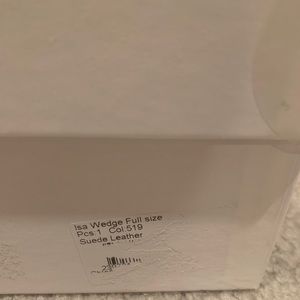 Isa Wedge Full size
Pcs.1 Col.519
Suede Leather